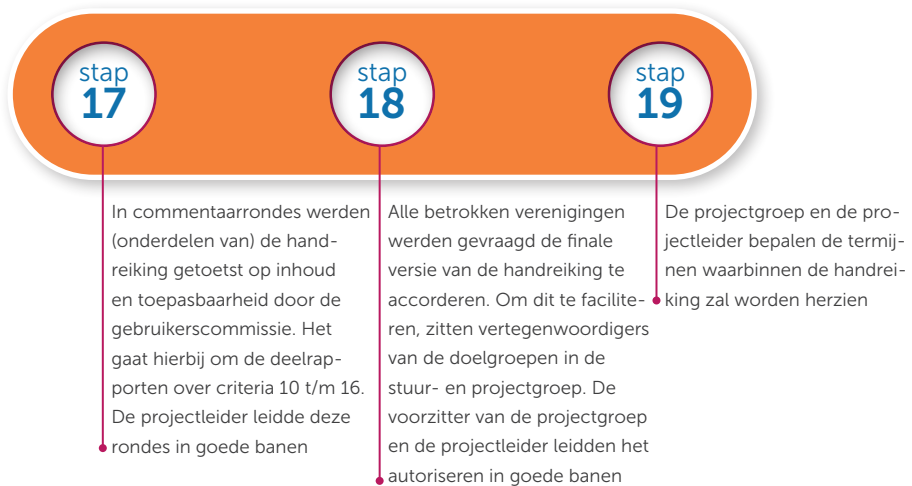 stap
17
In commentaarrondes werden
(onderdelen van) de hand-
reiking getoetst op inhoud
en toepasbaarheid door de
gebruikerscommissie. Het
gaat hierbij om de deelrap-
porten over criteria 10 t/m 16.
De projectleider leidde deze
rondes in goede banen
stap
18
Alle betrokken verenigingen
werden gevraagd de finale
versie van de handreiking te
accorderen. Om dit te facilite-
ren, zitten vertegenwoordigers
van de doelgroepen in de
stuur- en projectgroep. De
voorzitter van de projectgroep
en de projectleider leidden het
autoriseren in goede banen
stap
19
De projectgroep en de pro-
jectleider bepalen de termij-
nen waarbinnen de handrei-
king zal worden herzien